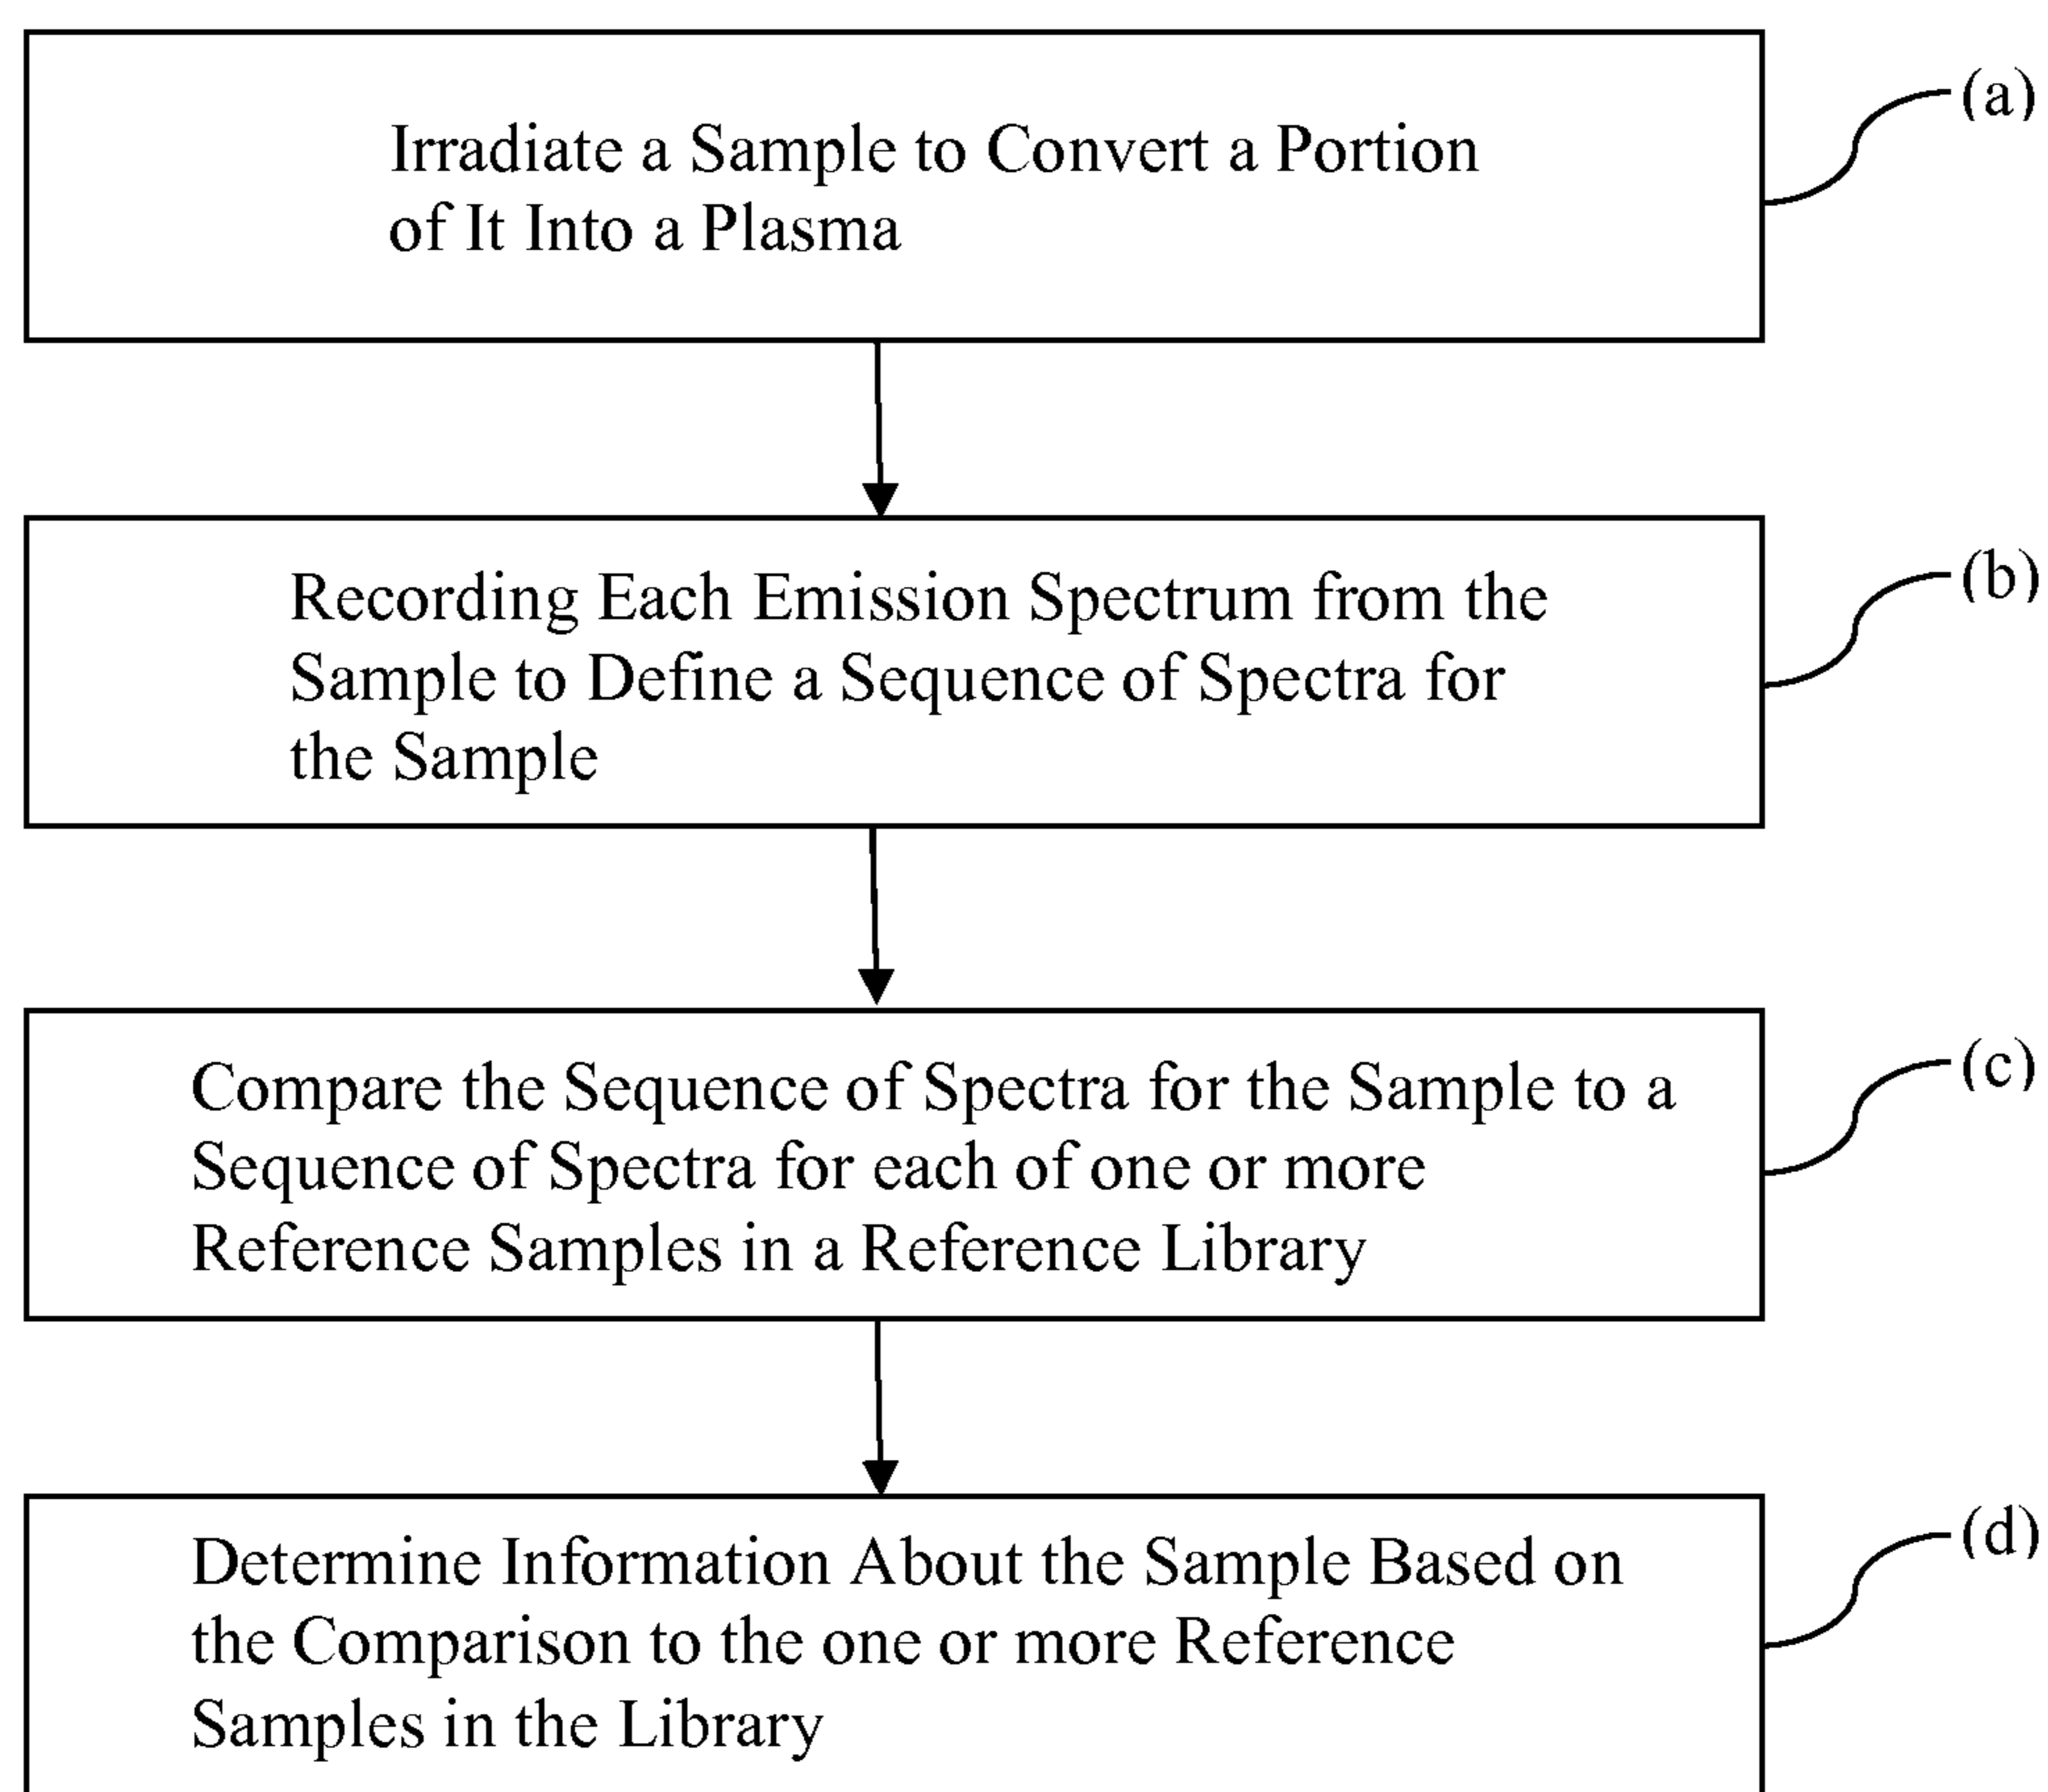 (a)
Irradiate a Sample to Convert a Portion
of It Into a Plasma
(b)
Recording Each Emission Spectrum from the
Sample to Define a Sequence of Spectra for
the Sample
(c)
Compare the Sequence of Spectra for the Sample to a
Sequence of Spectra for each of one or more
Reference Samples in a Reference Library
(d)
Determine Information About the Sample Based on
the Comparison to the one or more Reference
Samples in the Library